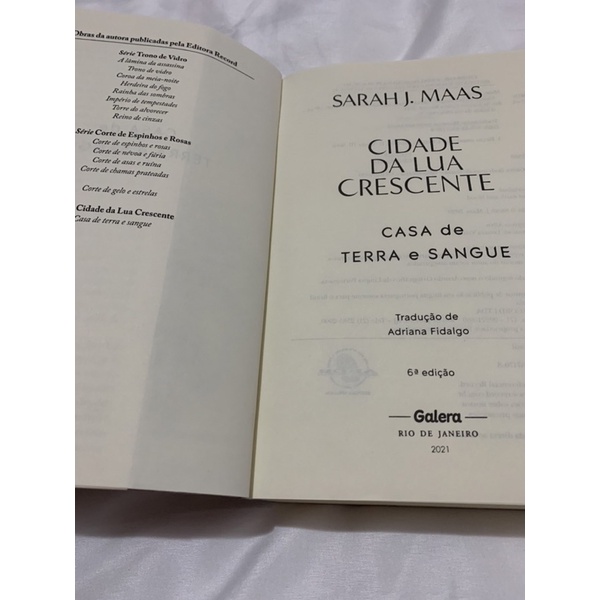 Obras da autora publicadas pela Editora Record
Série Trono de Vidro
A lâmina da assassina
Trono de vidro
Coroa da meia-noite
Herdeira do fogo
Rainha das sombras
Império de tempestades
Torre do alvorecer
Reino de cinzas
Série Corte de Espinhos e Rosas
Corte de espinhos e rosas
Corte de névoa e fúria
Corte de asas e ruína
Corte de chamas prateadas
Corte de gelo e estrelas
Cidade da Lua Crescente
Casa de terra e sangue
SARAH J. MAAS
CIDADE
DA LUA
CRESCENTE
CASA de
TERRA e SANGUE
Tradução de
Adriana Fidalgo
6ª edição
Galera
RIO DE JANEIRO
2021